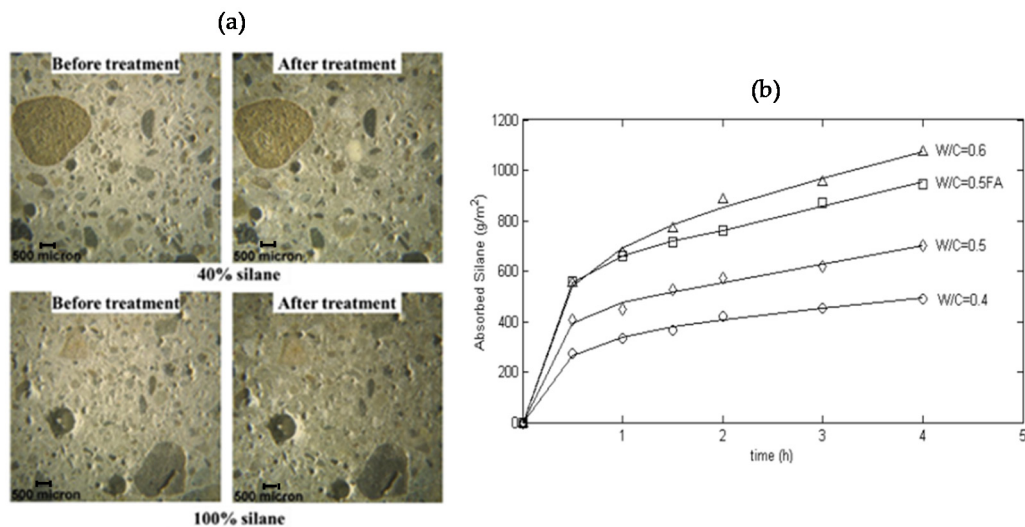 (a)
Before treatment
After treatment
500 micron
500 micron
40% silane
Before treatment
After treatment
500 micron
500 micron
100% silane
(b)
Absorbed Silane (g/m²)
1200
1000
800
600
400
200
0
1
2
3
4
5
time (h)
W/C=0.6
W/C=0.5FA
W/C=0.5
W/C=0.4